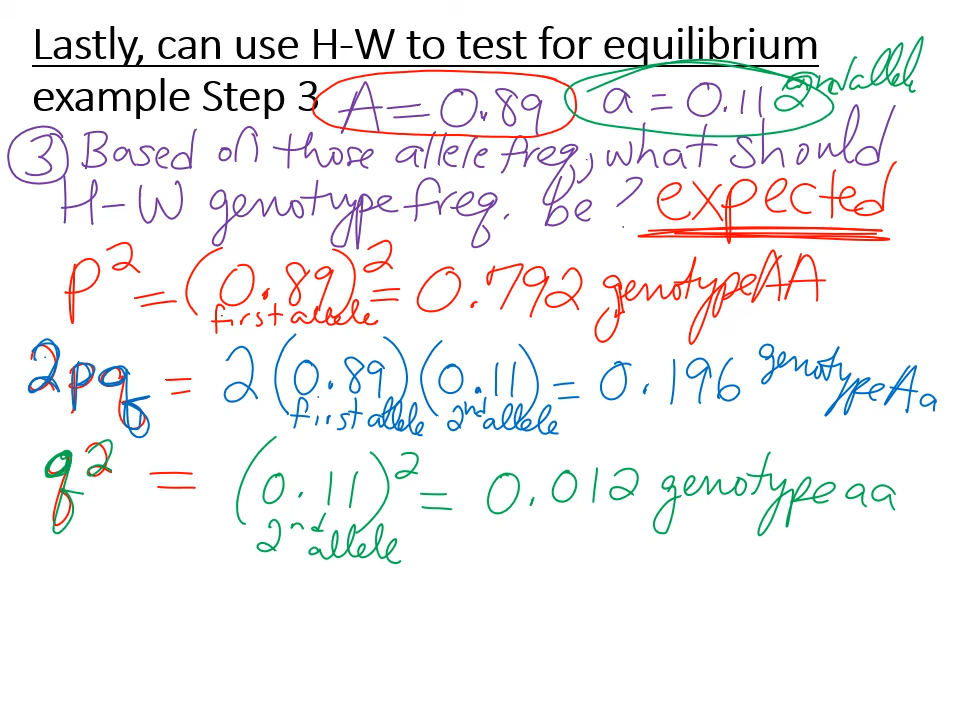 Lastly, can use H-W to test for equilibrium
example Step 3 A=0.89 a=0.11 2nd allele
③ Based on those allele freq, what should
H-W genotype freq. be? expected
p² = (0.89)² = 0.792 genotype AA
first allele
2pq = 2(0.89)(0.11) = 0.196 genotype Aa
first allele 2nd allele
q² = (0.11)² = 0.012 genotype aa
2nd allele